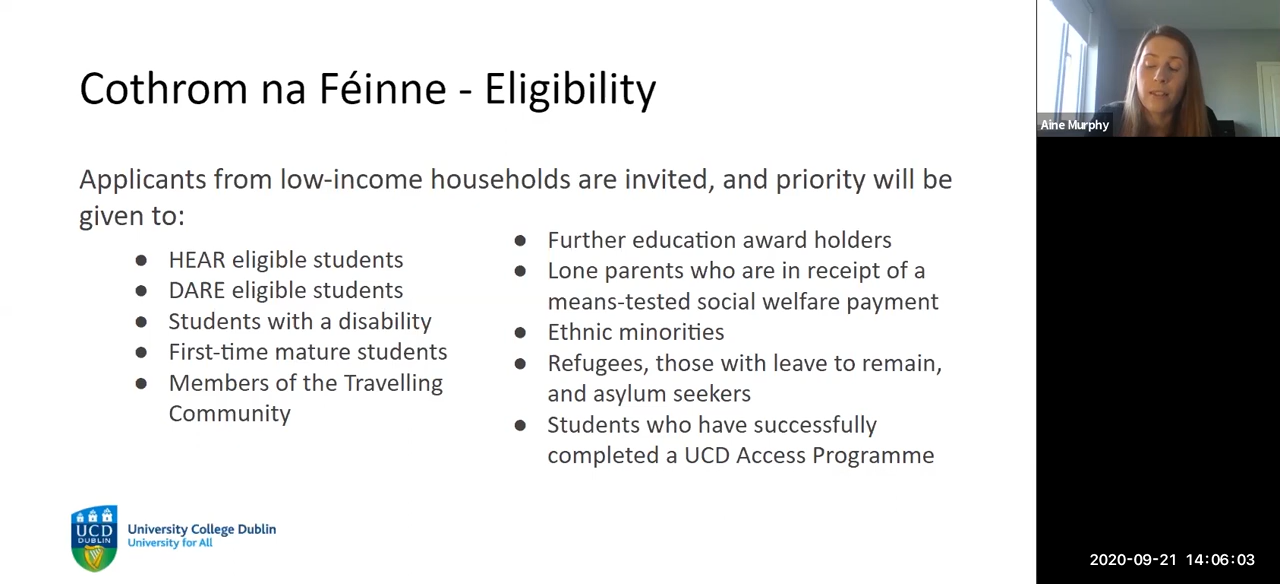 Cothrom na Féinne - Eligibility
Applicants from low-income households are invited, and priority will be
given to:
● HEAR eligible students
● DARE eligible students
● Students with a disability
● First-time mature students
● Members of the Travelling
Community
● Further education award holders
● Lone parents who are in receipt of a
means-tested social welfare payment
● Ethnic minorities
● Refugees, those with leave to remain,
and asylum seekers
● Students who have successfully
completed a UCD Access Programme
UCD
DUBLIN
University College Dublin
University for All
Aine Murphy
2020-09-21 14:06:03